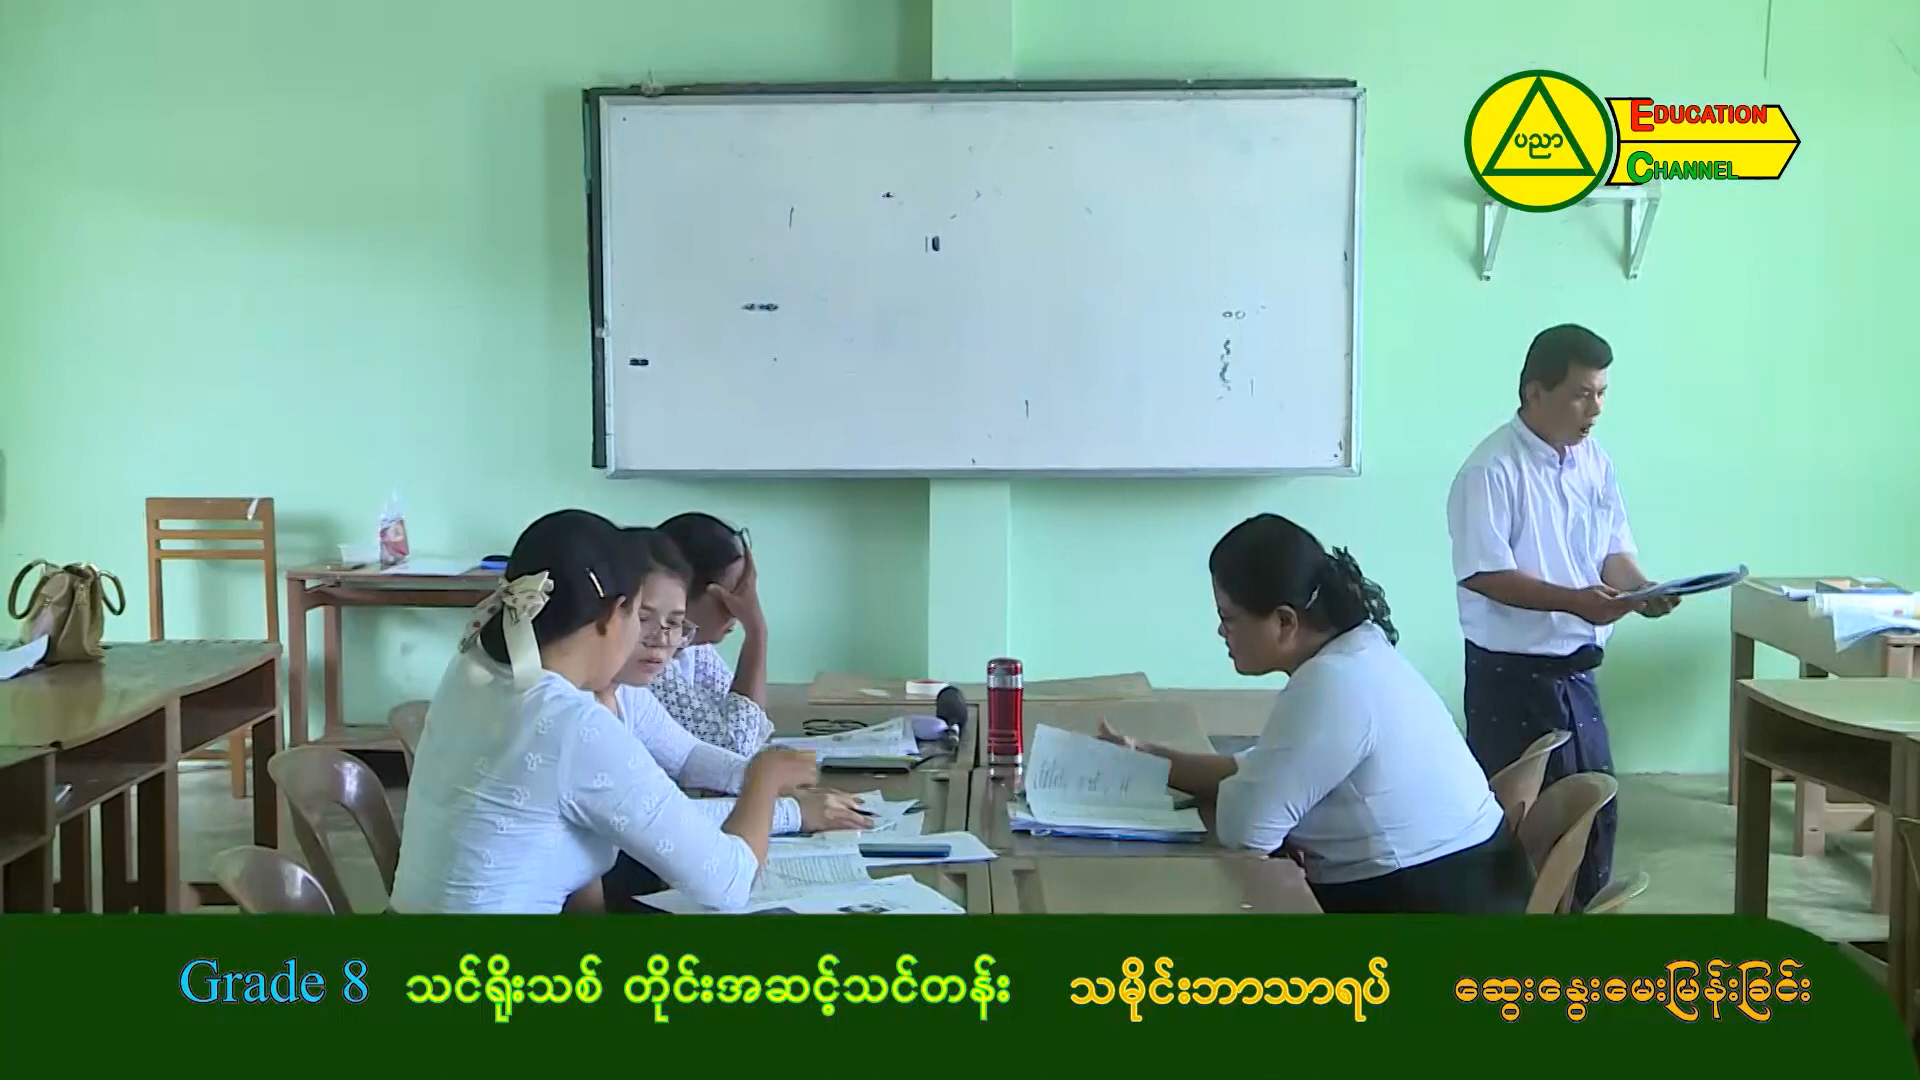 ပညာ
EDUCATION
CHANNEL
Grade 8 သင်ရိုးသစ် တိုင်းအဆင့်သင်တန်း သမိုင်းဘာသာရပ် ဆွေးနွေးမေးမြန်းခြင်း